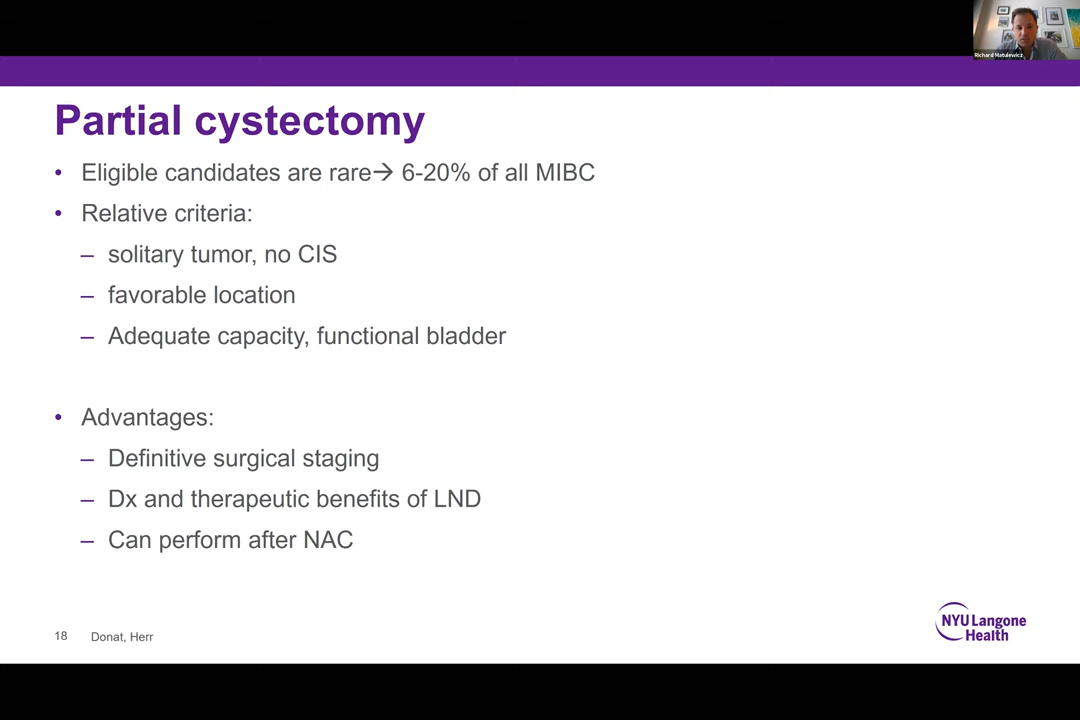 Richard Matulewicz
Partial cystectomy
• Eligible candidates are rare→ 6-20% of all MIBC
• Relative criteria:
– solitary tumor, no CIS
– favorable location
– Adequate capacity, functional bladder
• Advantages:
– Definitive surgical staging
– Dx and therapeutic benefits of LND
– Can perform after NAC
18 Donat, Herr
NYU Langone
Health